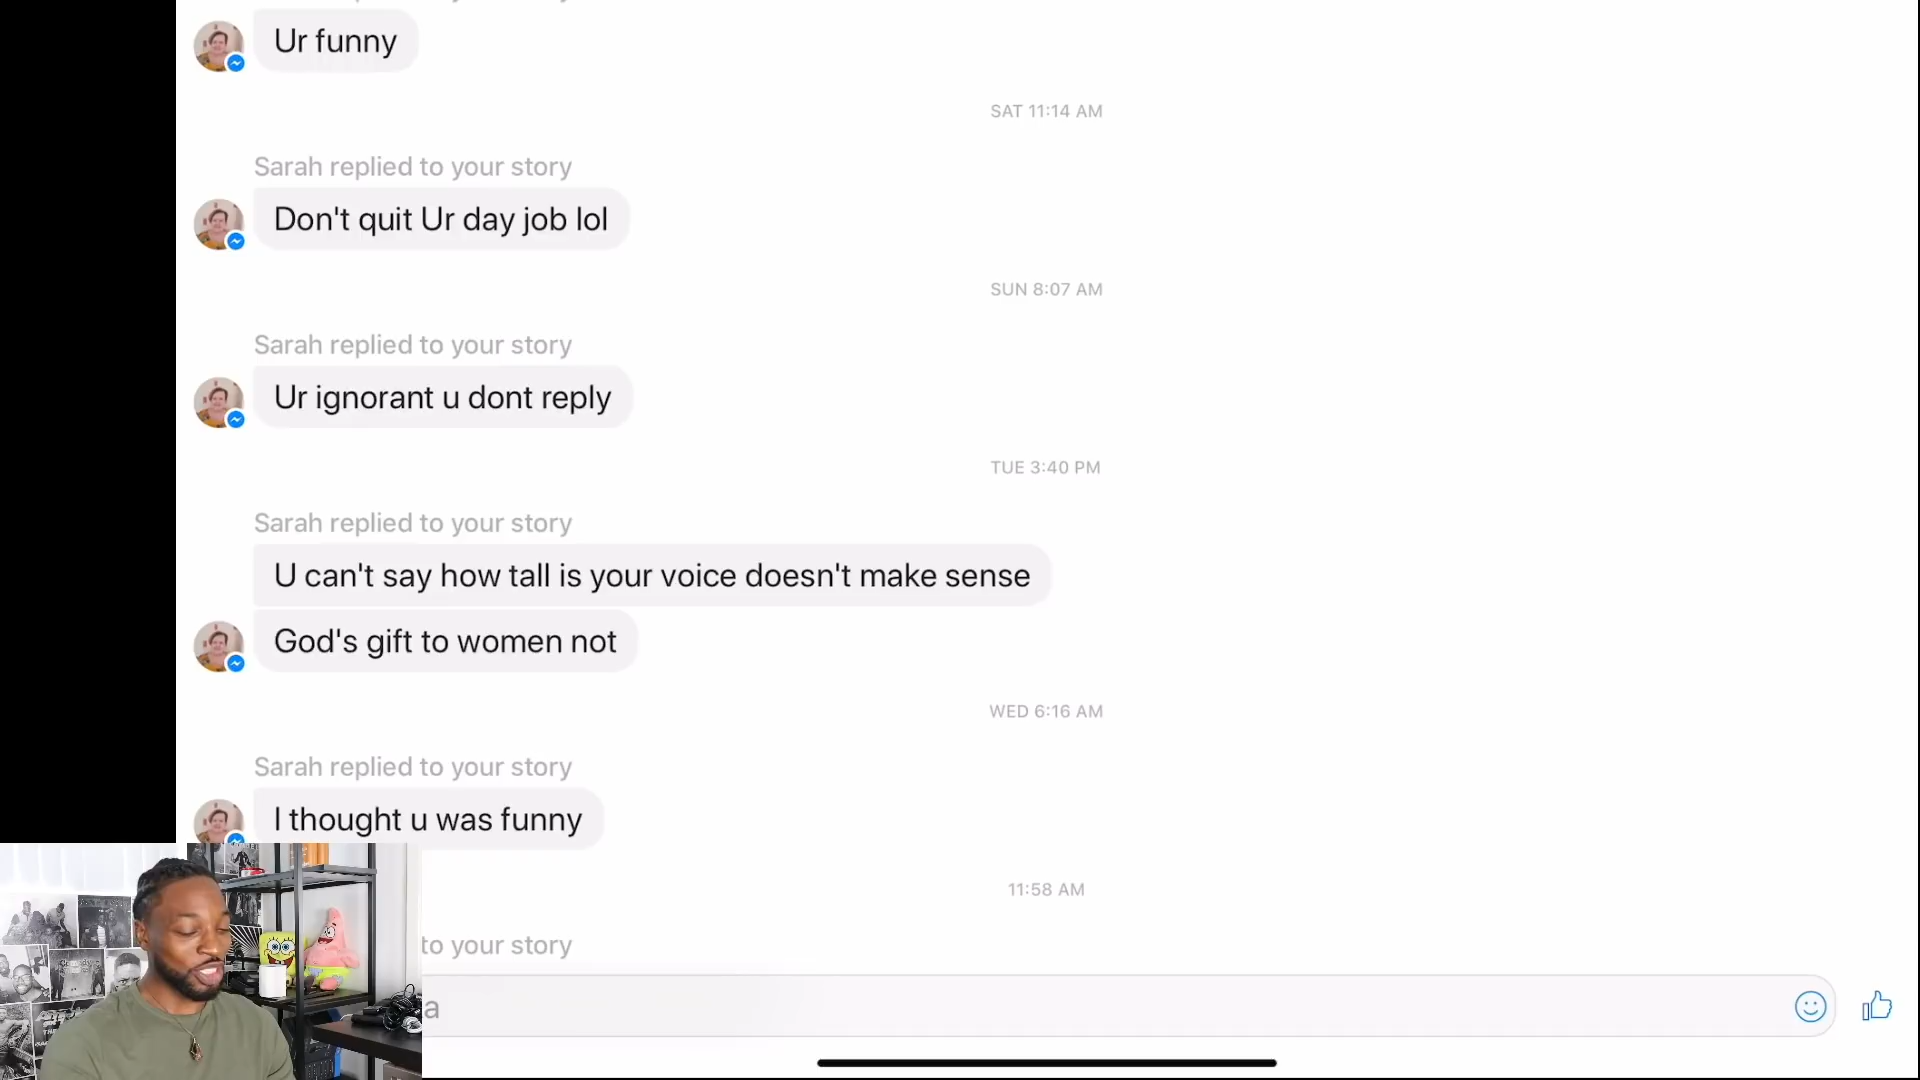 Ur funny
SAT 11:14 AM
Sarah replied to your story
Don't quit Ur day job lol
SUN 8:07 AM
Sarah replied to your story
Ur ignorant u dont reply
TUE 3:40 PM
Sarah replied to your story
U can't say how tall is your voice doesn't make sense
God's gift to women not
WED 6:16 AM
Sarah replied to your story
I thought u was funny
11:58 AM
to your story
a